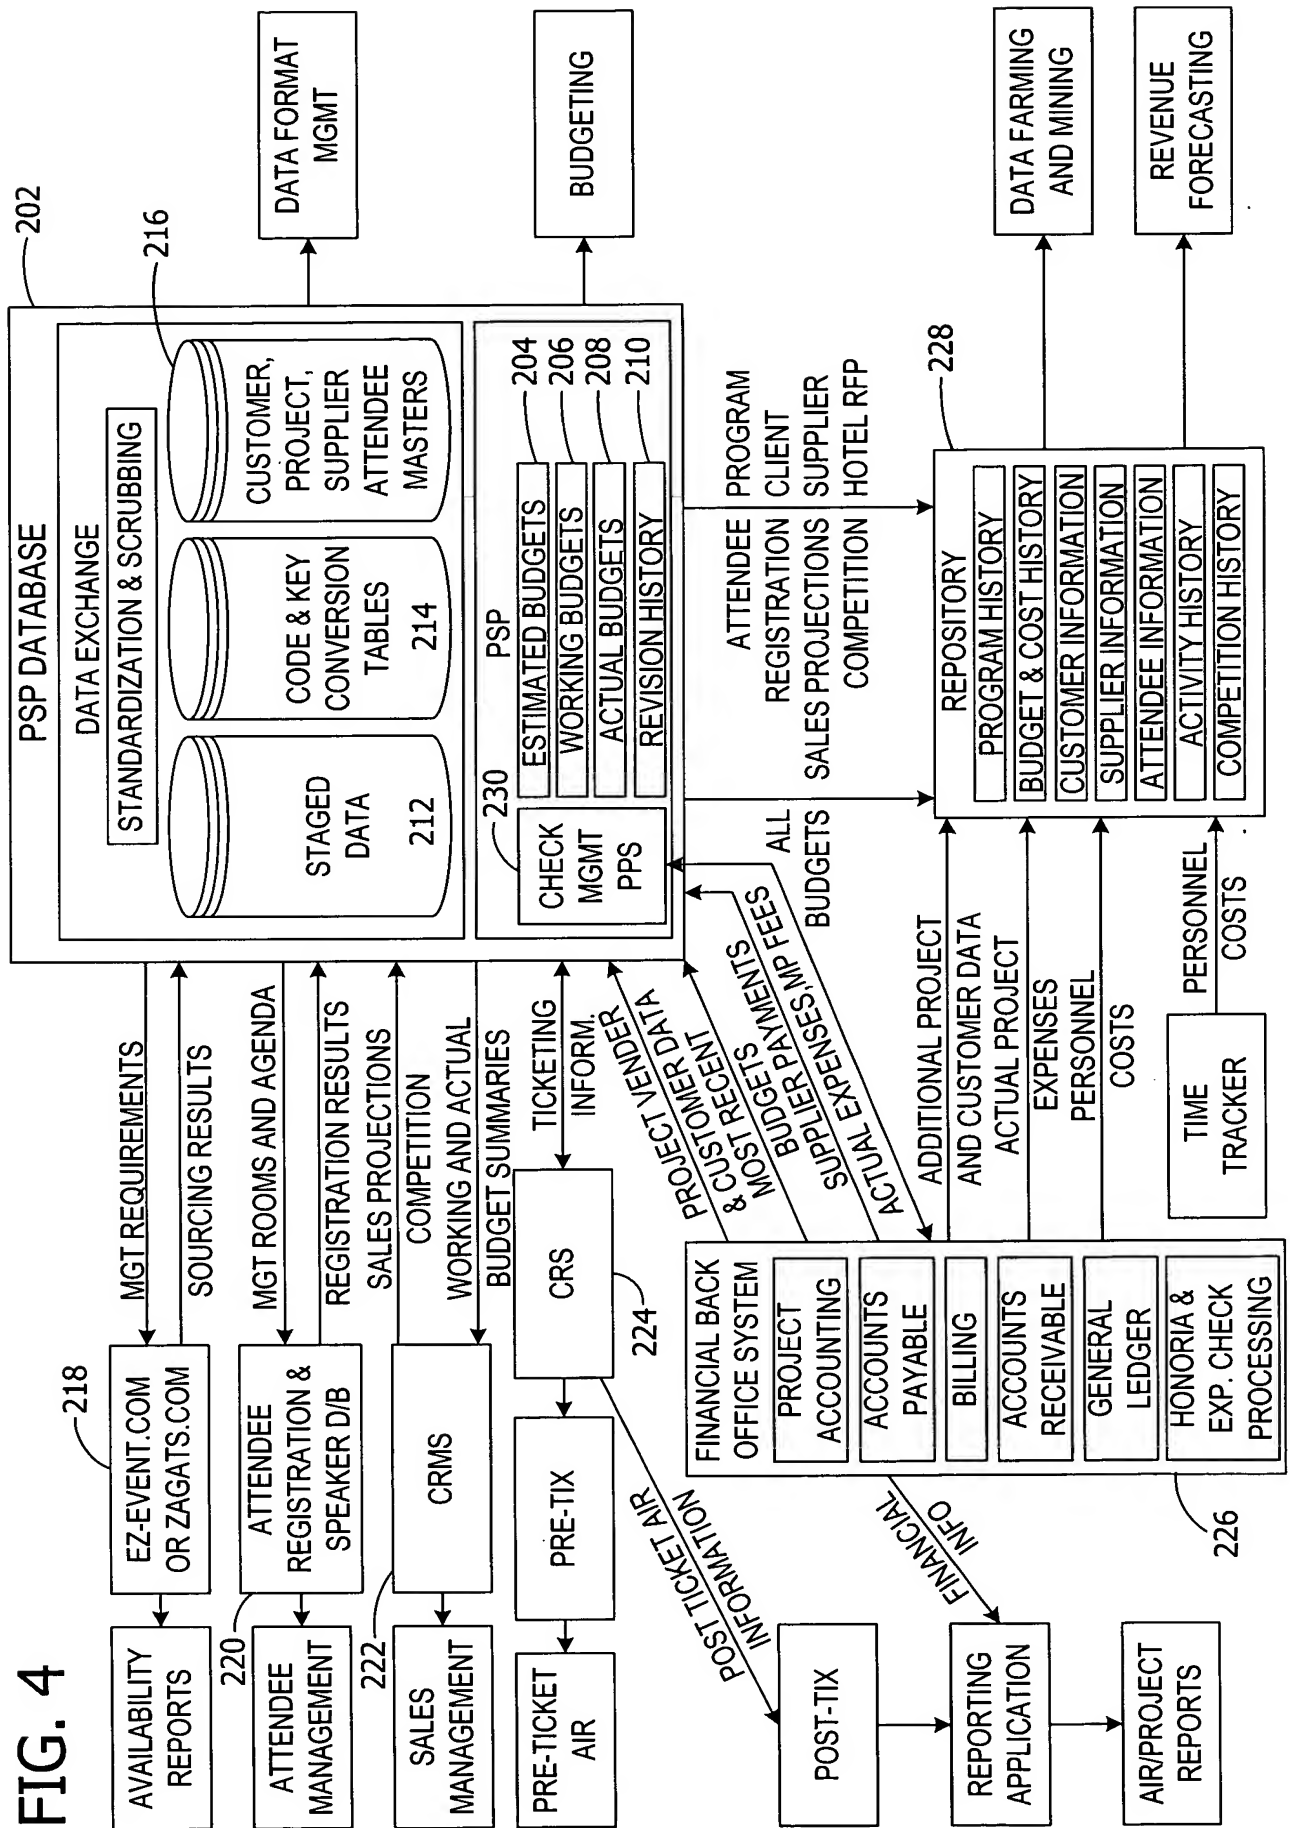 FIG. 4
PSP DATABASE
202
DATA EXCHANGE
STANDARDIZATION & SCRUBBING
STAGED
DATA
212
CODE & KEY
CONVERSION
TABLES
214
CUSTOMER,
PROJECT,
SUPPLIER
ATTENDEE
MASTERS
216
PSP
230
CHECK
MGMT
PPS
ESTIMATED BUDGETS
WORKING BUDGETS
ACTUAL BUDGETS
REVISION HISTORY
204
206
208
210
DATA FORMAT
MGMT
BUDGETING
MGT REQUIREMENTS
SOURCING RESULTS
MGT ROOMS AND AGENDA
REGISTRATION RESULTS
SALES PROJECTIONS
COMPETITION
WORKING AND ACTUAL
BUDGET SUMMARIES
TICKETING
INFORM.
218
EZ-EVENT.COM
OR ZAGATS.COM
AVAILABILITY
REPORTS
ATTENDEE
REGISTRATION &
SPEAKER D/B
220
ATTENDEE
MANAGEMENT
CRMS
222
SALES
MANAGEMENT
CRS
224
PRE-TIX
PRE-TICKET
AIR
PROJECT VENDER
& CUSTOMER DATA
MOST RECENT
BUDGETS
SUPPLIER PAYMENTS
ACTUAL EXPENSES,MP FEES
ALL
BUDGETS
ATTENDEE
REGISTRATION
SALES PROJECTIONS
COMPETITION
PROGRAM
CLIENT
SUPPLIER
HOTEL RFP
POST TICKET AIR
INFORMATION
FINANCIAL
INFO
POST-TIX
REPORTING
APPLICATION
AIR/PROJECT
REPORTS
FINANCIAL BACK
OFFICE SYSTEM
PROJECT
ACCOUNTING
ACCOUNTS
PAYABLE
BILLING
ACCOUNTS
RECEIVABLE
GENERAL
LEDGER
HONORIA &
EXP. CHECK
PROCESSING
226
ADDITIONAL PROJECT
AND CUSTOMER DATA
ACTUAL PROJECT
EXPENSES
PERSONNEL
COSTS
TIME
TRACKER
PERSONNEL
COSTS
REPOSITORY
228
PROGRAM HISTORY
BUDGET & COST HISTORY
CUSTOMER INFORMATION
SUPPLIER INFORMATION
ATTENDEE INFORMATION
ACTIVITY HISTORY
COMPETITION HISTORY
DATA FARMING
AND MINING
REVENUE
FORECASTING